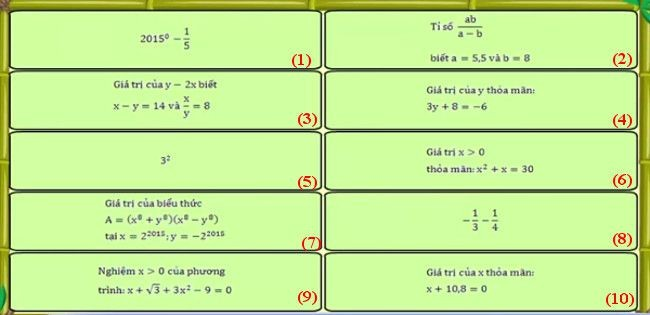 2015⁰ − 1/5
(1)
Tỉ số ab/(a − b)
biết a = 5,5 và b = 8
(2)
Giá trị của y − 2x biết
x − y = 14 và x/y = 8
(3)
Giá trị của y thỏa mãn:
3y + 8 = −6
(4)
3²
(5)
Giá trị x > 0
thỏa mãn: x² + x = 30
(6)
Giá trị của biểu thức
A = (x⁸ + y⁸)(x⁸ − y⁸)
tại x = 2²⁰¹⁵; y = −2²⁰¹⁵
(7)
−1/3 − 1/4
(8)
Nghiệm x > 0 của phương
trình: x + √3 + 3x² − 9 = 0
(9)
Giá trị của x thỏa mãn:
x + 10,8 = 0
(10)